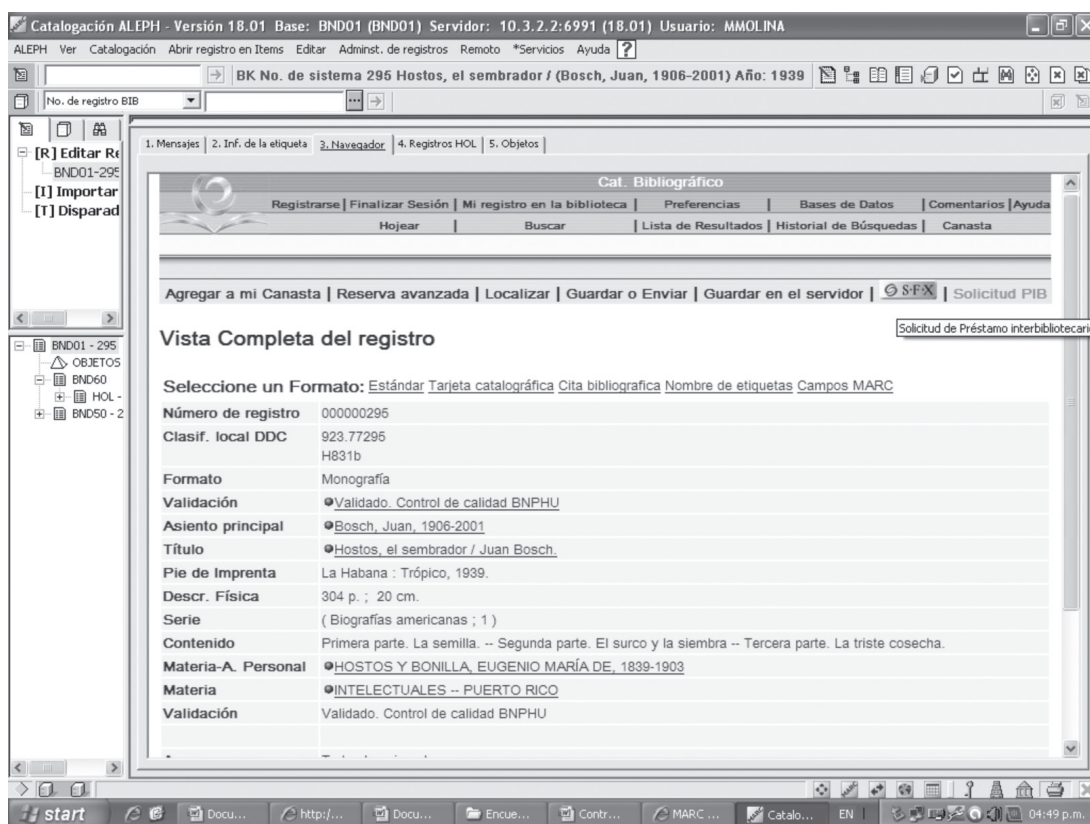 Catalogación ALEPH - Versión 18.01 Base: BND01 (BND01) Servidor: 10.3.2.2:6991 (18.01) Usuario: MMOLINA
ALEPH Ver Catalogación Abrir registro en Items Editar Adminst. de registros Remoto *Servicios Ayuda ?
BK No. de sistema 295 Hostos, el sembrador / (Bosch, Juan, 1906-2001) Año: 1939
No. de registro BIB
[R] Editar Re
BND01-295
[I] Importar
[T] Disparad
BND01 - 295
OBJETOS
BND60
HOL -
BND50 - 2
1. Mensajes 2. Inf. de la etiqueta 3. Navegador 4. Registros HOL 5. Objetos
Cat. Bibliográfico
Registrarse | Finalizar Sesión | Mi registro en la biblioteca | Preferencias | Bases de Datos | Comentarios | Ayuda
Hojear | Buscar | Lista de Resultados | Historial de Búsquedas | Canasta
Agregar a mi Canasta | Reserva avanzada | Localizar | Guardar o Enviar | Guardar en el servidor | S·F·X | Solicitud PIB
Solicitud de Préstamo interbibliotecari
Vista Completa del registro
Seleccione un Formato: Estándar Tarjeta catalográfica Cita bibliografica Nombre de etiquetas Campos MARC
Número de registro 000000295
Clasif. local DDC 923.77295
H831b
Formato Monografía
Validación Validado. Control de calidad BNPHU
Asiento principal Bosch, Juan, 1906-2001
Título Hostos, el sembrador / Juan Bosch.
Pie de Imprenta La Habana : Trópico, 1939.
Descr. Física 304 p. ; 20 cm.
Serie ( Biografías americanas ; 1 )
Contenido Primera parte. La semilla. -- Segunda parte. El surco y la siembra -- Tercera parte. La triste cosecha.
Materia-A. Personal HOSTOS Y BONILLA, EUGENIO MARÍA DE, 1839-1903
Materia INTELECTUALES -- PUERTO RICO
Validación Validado. Control de calidad BNPHU
start Docu... http:/... Docu... Encue... Contr... MARC ... Catalo... EN 04:49 p.m.